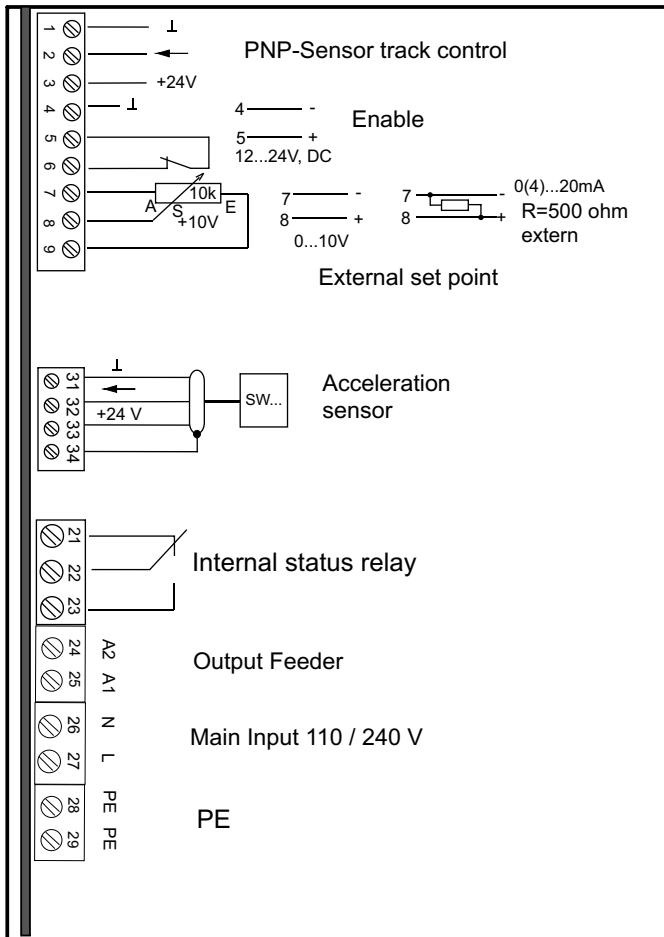 1 ⊥
2 PNP-Sensor track control
3 +24V
4 ⊥
4 -
Enable
5 5 +
12...24V, DC
6
7 A 10k E
S
8 +10V
9
7 -
8 +
0...10V
7 - 0(4)...20mA
8 + R=500 ohm
extern
External set point
31 ⊥
32
+24 V
33
34
SW...
Acceleration
sensor
21
22 Internal status relay
23
24 A2
25 A1
Output Feeder
26 N
27 L
Main Input 110 / 240 V
28 PE
29 PE
PE